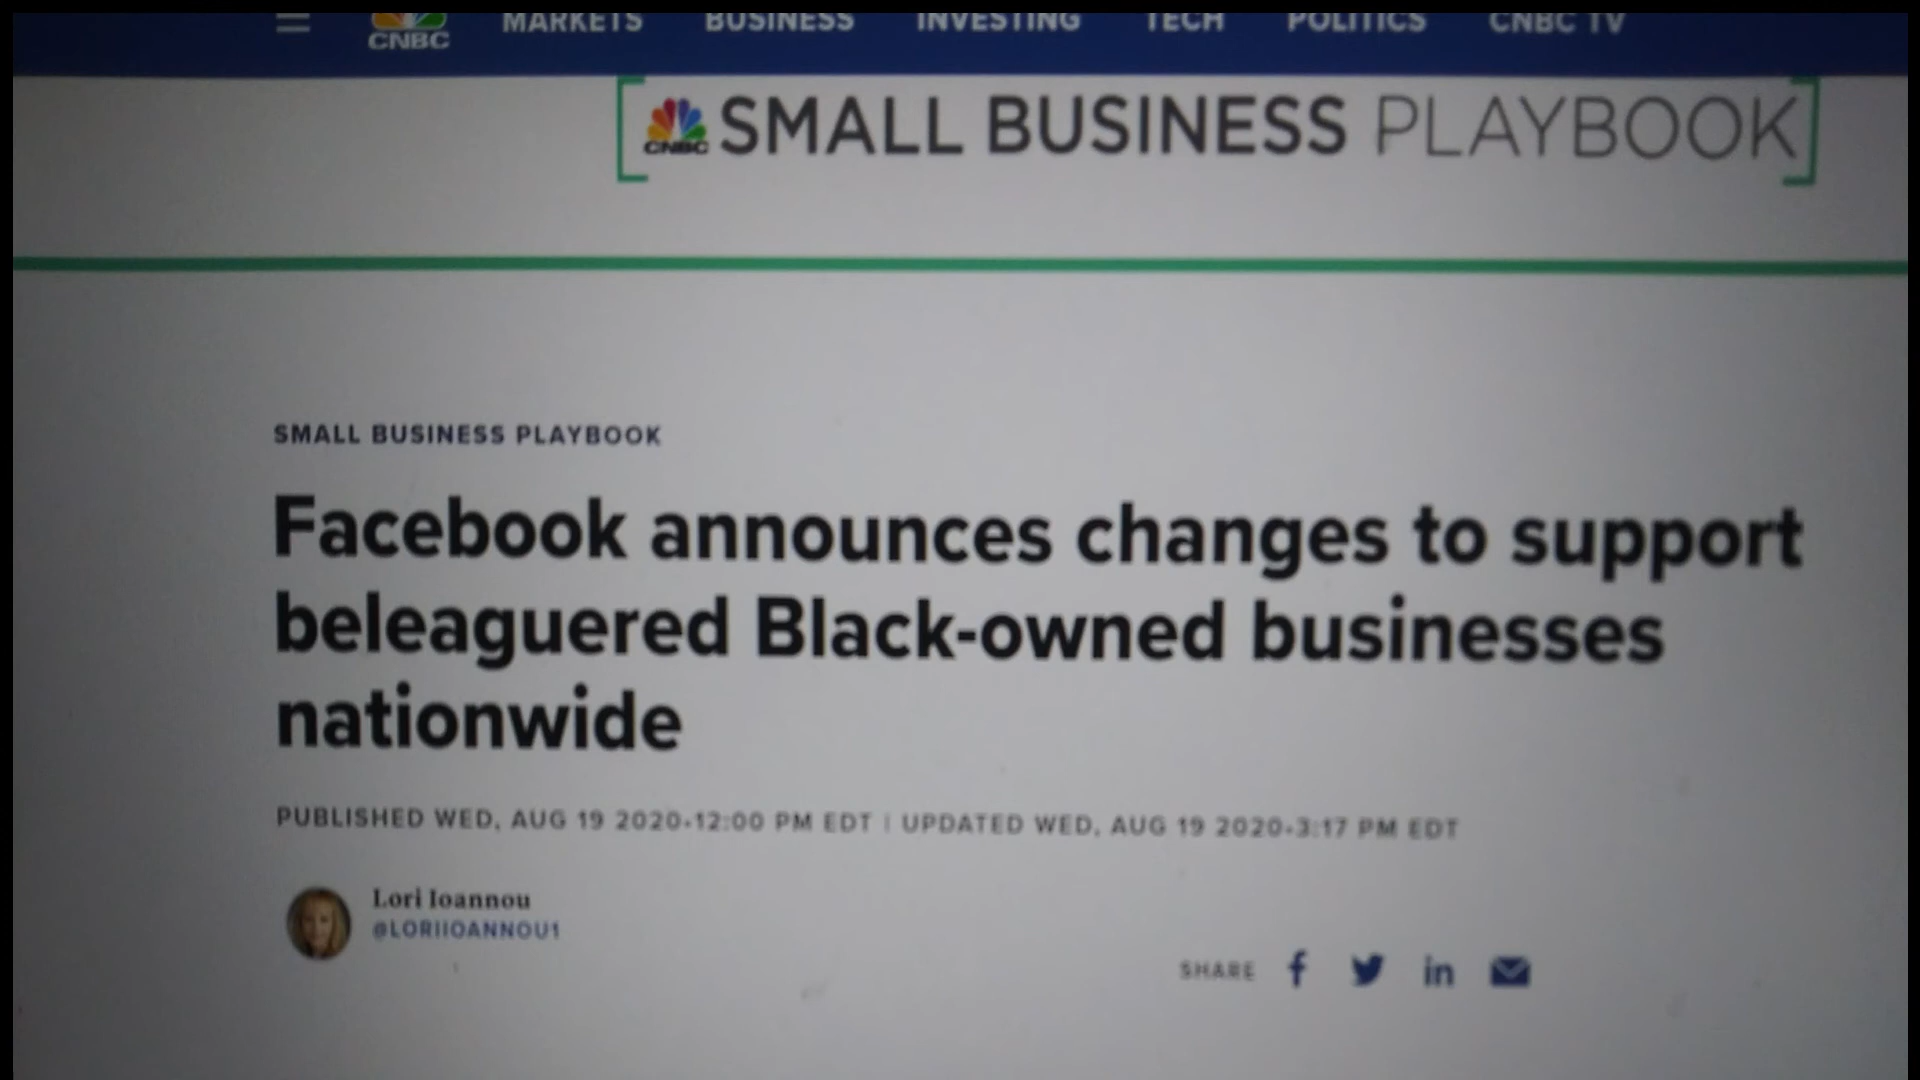 CNBC MARKETS BUSINESS INVESTING TECH POLITICS CNBC TV
CNBC SMALL BUSINESS PLAYBOOK
SMALL BUSINESS PLAYBOOK
Facebook announces changes to support
beleaguered Black-owned businesses
nationwide
PUBLISHED WED, AUG 19 2020•12:00 PM EDT | UPDATED WED, AUG 19 2020•3:17 PM EDT
Lori Ioannou
@LORIIOANNOU1
SHARE